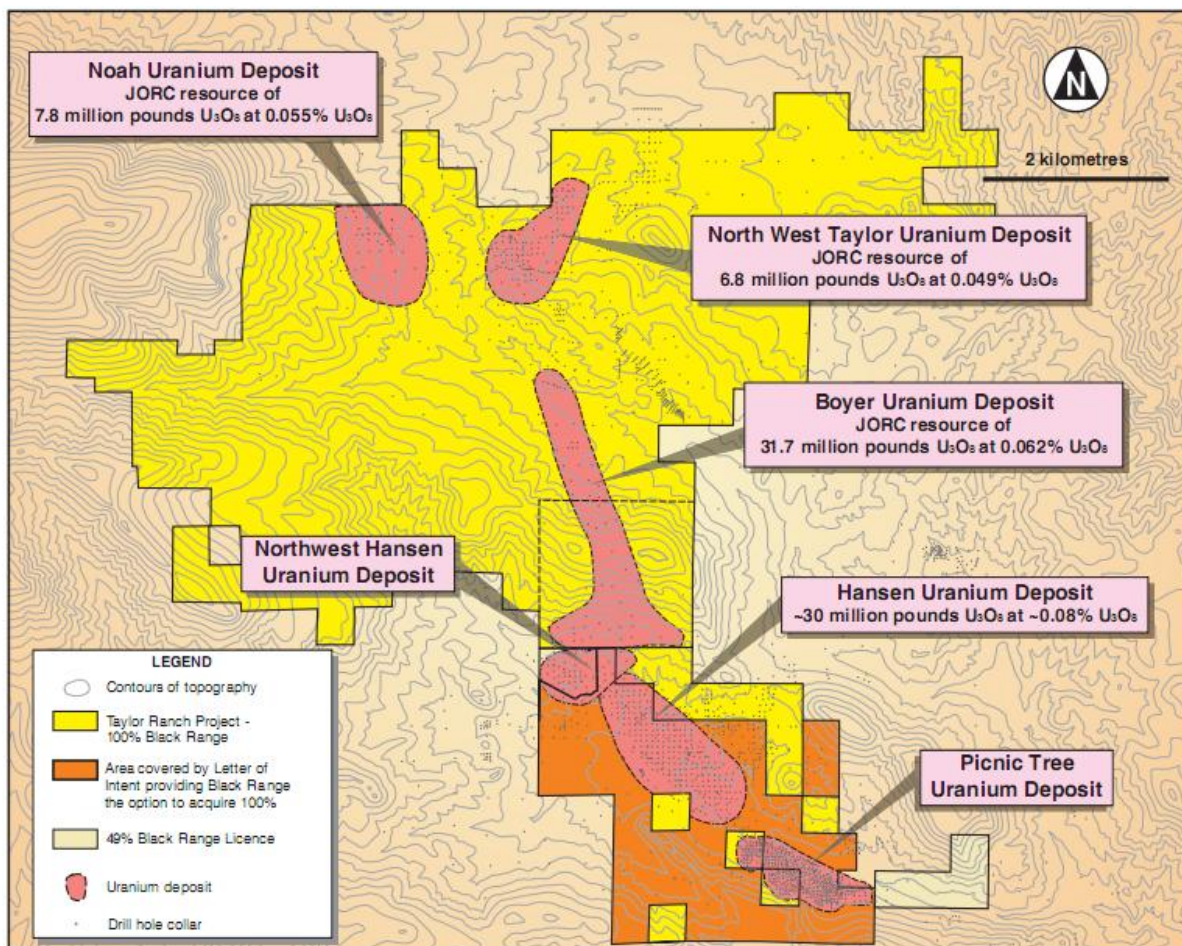 Noah Uranium Deposit
JORC resource of
7.8 million pounds U₃O₈ at 0.055% U₃O₈
N
2 kilometres
North West Taylor Uranium Deposit
JORC resource of
6.8 million pounds U₃O₈ at 0.049% U₃O₈
Boyer Uranium Deposit
JORC resource of
31.7 million pounds U₃O₈ at 0.062% U₃O₈
Northwest Hansen
Uranium Deposit
Hansen Uranium Deposit
~30 million pounds U₃O₈ at ~0.08% U₃O₈
Picnic Tree
Uranium Deposit
LEGEND
Contours of topography
Taylor Ranch Project -
100% Black Range
Area covered by Letter of
Intent providing Black Range
the option to acquire 100%
49% Black Range Licence
Uranium deposit
Drill hole collar